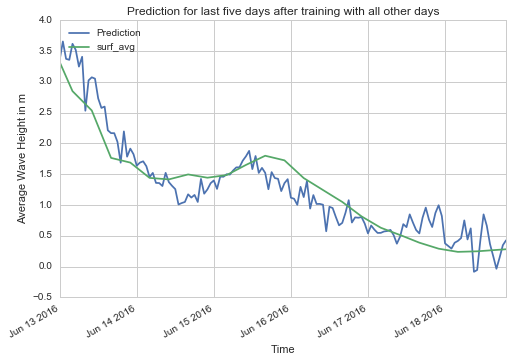 Prediction for last five days after training with all other days
Prediction
surf_avg
Average Wave Height in m
4.0
3.5
3.0
2.5
2.0
1.5
1.0
0.5
0.0
−0.5
Jun 13 2016
Jun 14 2016
Jun 15 2016
Jun 16 2016
Jun 17 2016
Jun 18 2016
Time